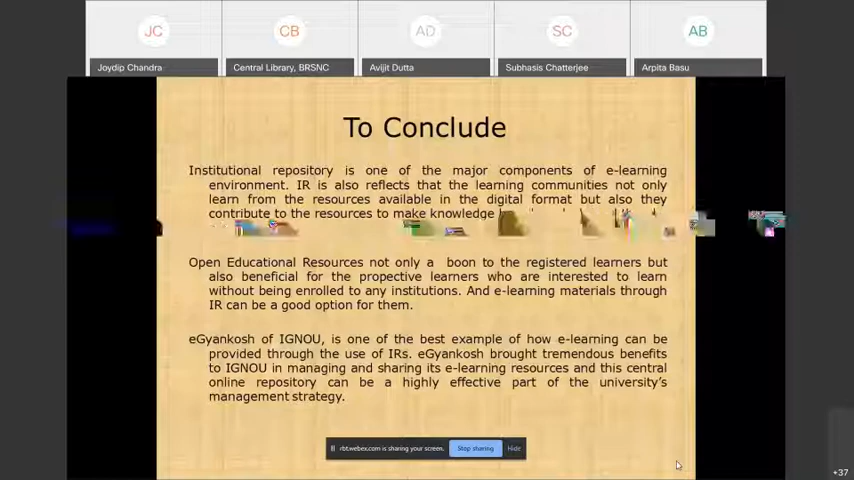 JC CB AD SC AB
Joydip Chandra Central Library, BRSNC Avijit Dutta Subhasis Chatterjee Arpita Basu
To Conclude
Institutional repository is one of the major components of e-learning
environment. IR is also reflects that the learning communities not only
learn from the resources available in the digital format but also they
contribute to the resources to make knowledge
Open Educational Resources not only a boon to the registered learners but
also beneficial for the propective learners who are interested to learn
without being enrolled to any institutions. And e-learning materials through
IR can be a good option for them.
eGyankosh of IGNOU, is one of the best example of how e-learning can be
provided through the use of IRs. eGyankosh brought tremendous benefits
to IGNOU in managing and sharing its e-learning resources and this central
online repository can be a highly effective part of the university's
management strategy.
rbt.webex.com is sharing your screen. Stop sharing Hide
+37